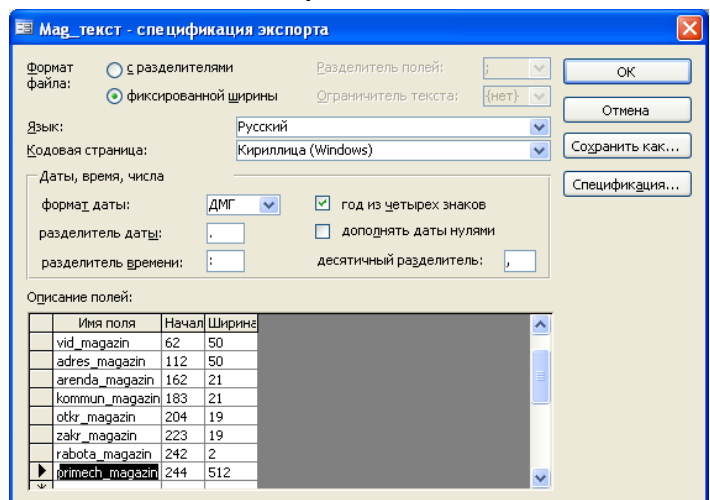 Mag_текст - спецификация экспорта
Формат файла:
с разделителями
Разделитель полей: ;
фиксированной ширины
Ограничитель текста: {нет}
Язык: Русский
Кодовая страница: Кириллица (Windows)
Даты, время, числа
формат даты: ДМГ
год из четырех знаков
разделитель даты: .
дополнять даты нулями
разделитель времени: :
десятичный разделитель: ,
ОК
Отмена
Сохранить как...
Спецификация...
Описание полей:
Имя поля Начал Ширина
vid_magazin 62 50
adres_magazin 112 50
arenda_magazin 162 21
kommun_magazin 183 21
otkr_magazin 204 19
zakr_magazin 223 19
rabota_magazin 242 2
primech_magazin 244 512